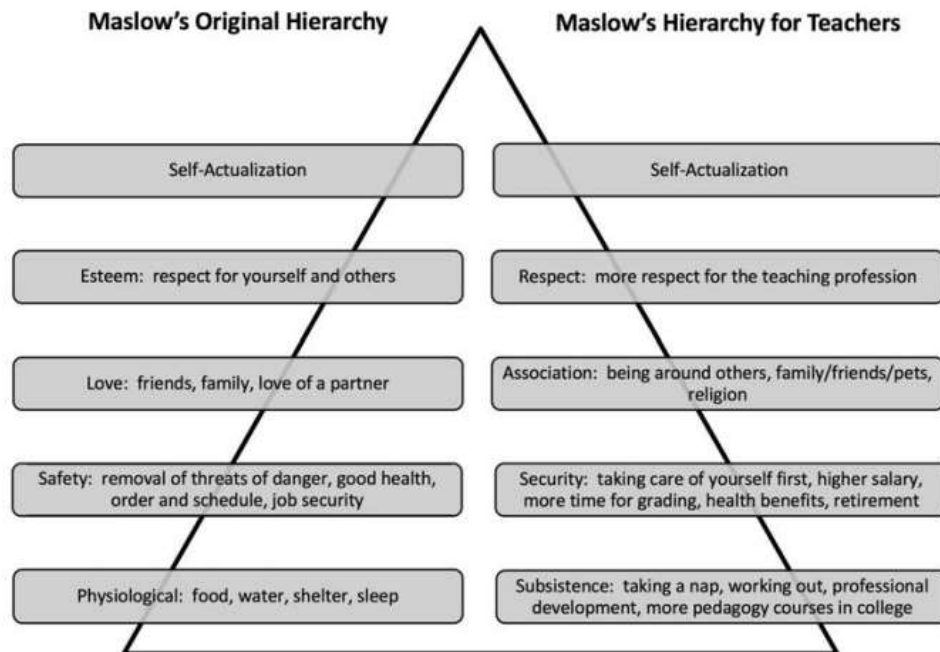 Maslow's Original Hierarchy
Maslow's Hierarchy for Teachers
Self-Actualization
Self-Actualization
Esteem: respect for yourself and others
Respect: more respect for the teaching profession
Love: friends, family, love of a partner
Association: being around others, family/friends/pets,
religion
Safety: removal of threats of danger, good health,
order and schedule, job security
Security: taking care of yourself first, higher salary,
more time for grading, health benefits, retirement
Physiological: food, water, shelter, sleep
Subsistence: taking a nap, working out, professional
development, more pedagogy courses in college